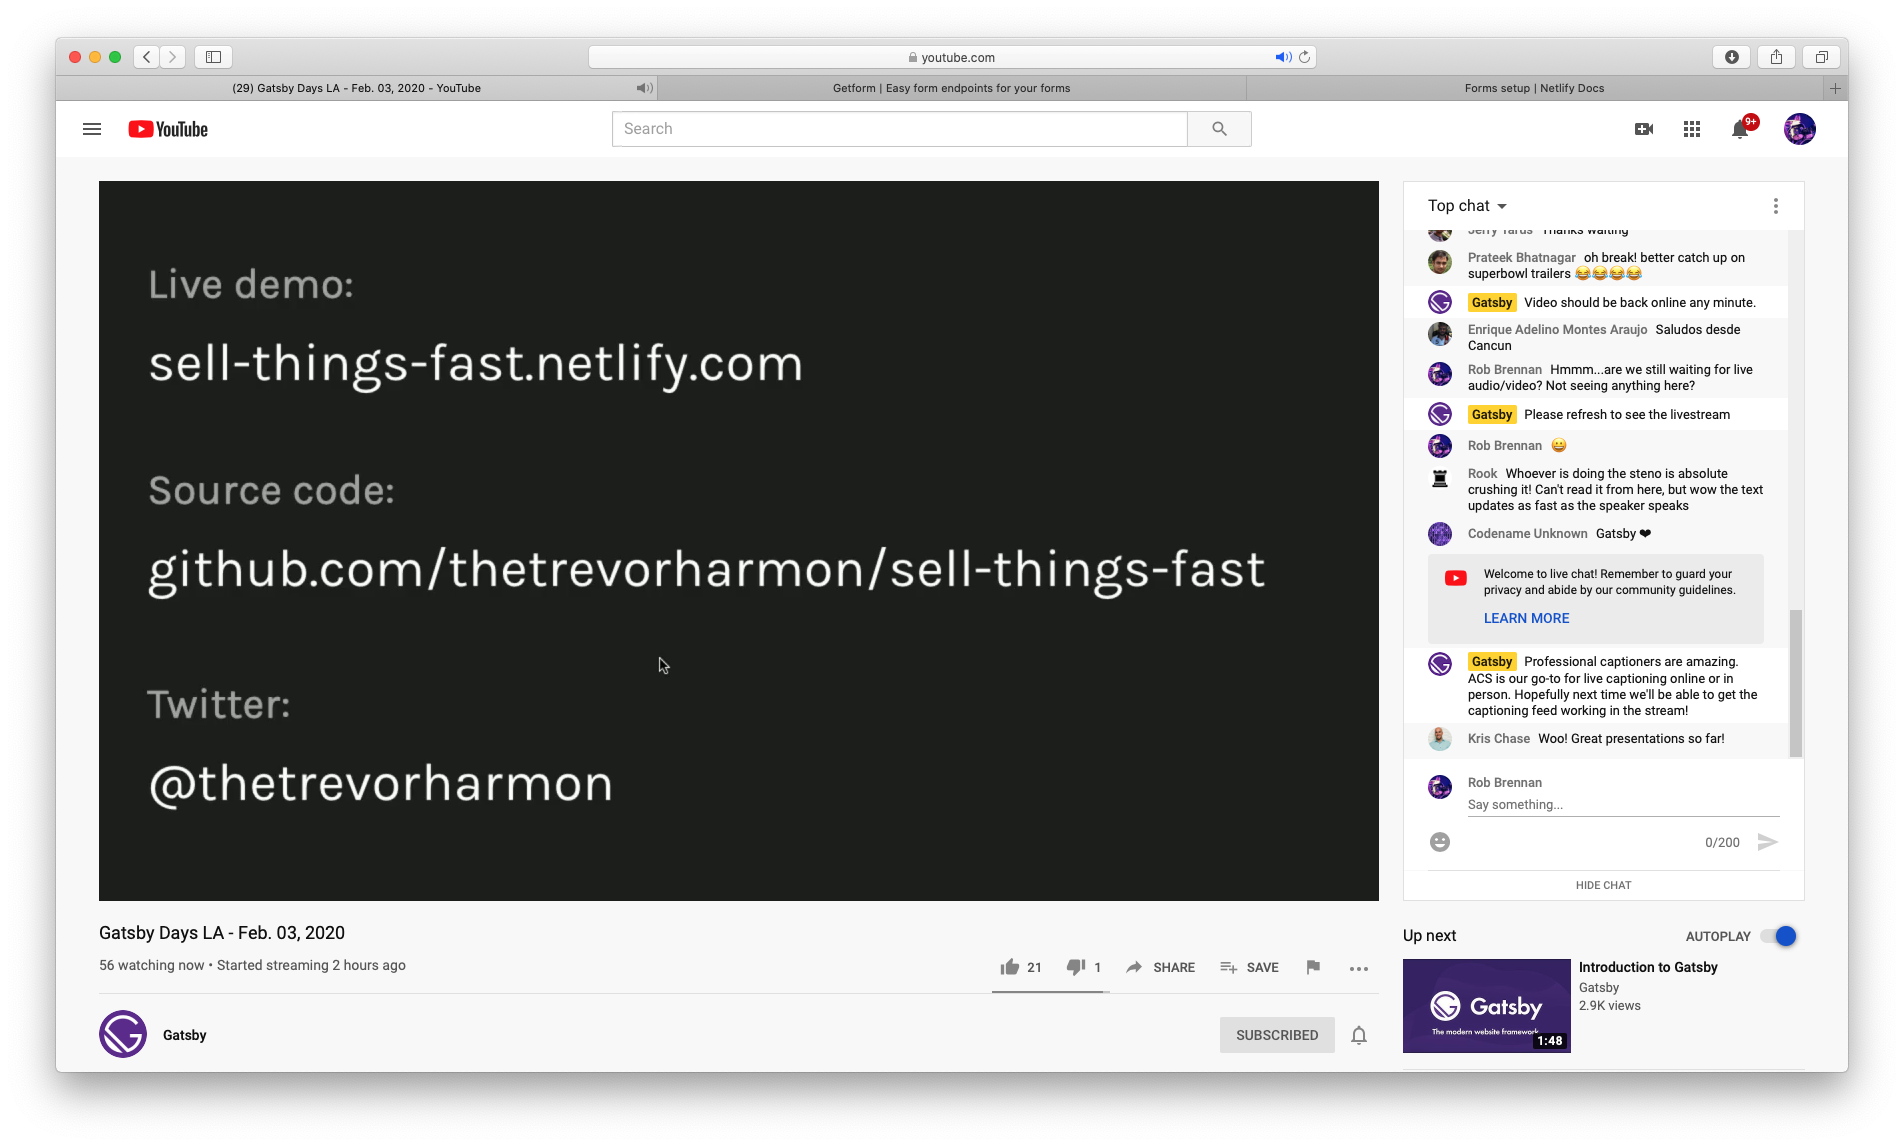 youtube.com
(29) Gatsby Days LA - Feb. 03, 2020 - YouTube
Getform | Easy form endpoints for your forms
Forms setup | Netlify Docs
YouTube
Search
9+
Live demo:
sell-things-fast.netlify.com
Source code:
github.com/thetrevorharmon/sell-things-fast
Twitter:
@thetrevorharmon
Gatsby Days LA - Feb. 03, 2020
56 watching now • Started streaming 2 hours ago
21
1
SHARE
SAVE
Gatsby
SUBSCRIBED
Top chat
Jerry Tards Thanks waiting
Prateek Bhatnagar oh break! better catch up on
superbowl trailers 😂😂😂😂
Gatsby Video should be back online any minute.
Enrique Adelino Montes Araujo Saludos desde
Cancun
Rob Brennan Hmmm...are we still waiting for live
audio/video? Not seeing anything here?
Gatsby Please refresh to see the livestream
Rob Brennan 😀
Rook Whoever is doing the steno is absolute
crushing it! Can't read it from here, but wow the text
updates as fast as the speaker speaks
Codename Unknown Gatsby ❤
Welcome to live chat! Remember to guard your
privacy and abide by our community guidelines.
LEARN MORE
Gatsby Professional captioners are amazing.
ACS is our go-to for live captioning online or in
person. Hopefully next time we'll be able to get the
captioning feed working in the stream!
Kris Chase Woo! Great presentations so far!
Rob Brennan
Say something...
0/200
HIDE CHAT
Up next
AUTOPLAY
Gatsby
The modern website framework
1:48
Introduction to Gatsby
Gatsby
2.9K views